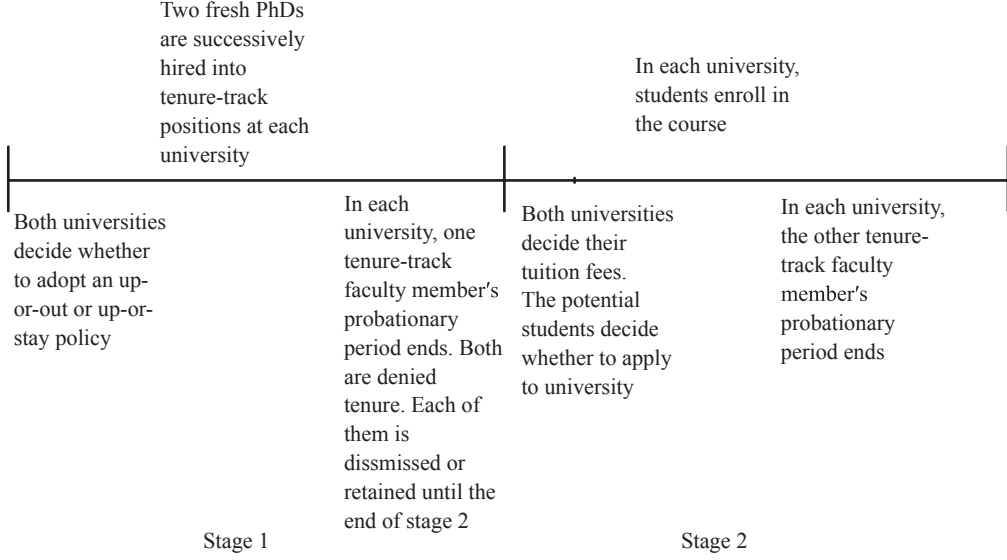 Two fresh PhDs
are successively
hired into
tenure-track
positions at each
university
In each university,
students enroll in
the course
Both universities
decide whether
to adopt an up-
or-out or up-or-
stay policy
In each
university, one
tenure-track
faculty member′s
probationary
period ends. Both
are denied
tenure. Each of
them is
dissmissed or
retained until the
end of stage 2
Both universities
decide their
tuition fees.
The potential
students decide
whether to apply
to university
In each university,
the other tenure-
track faculty
member′s
probationary
period ends
Stage 1
Stage 2